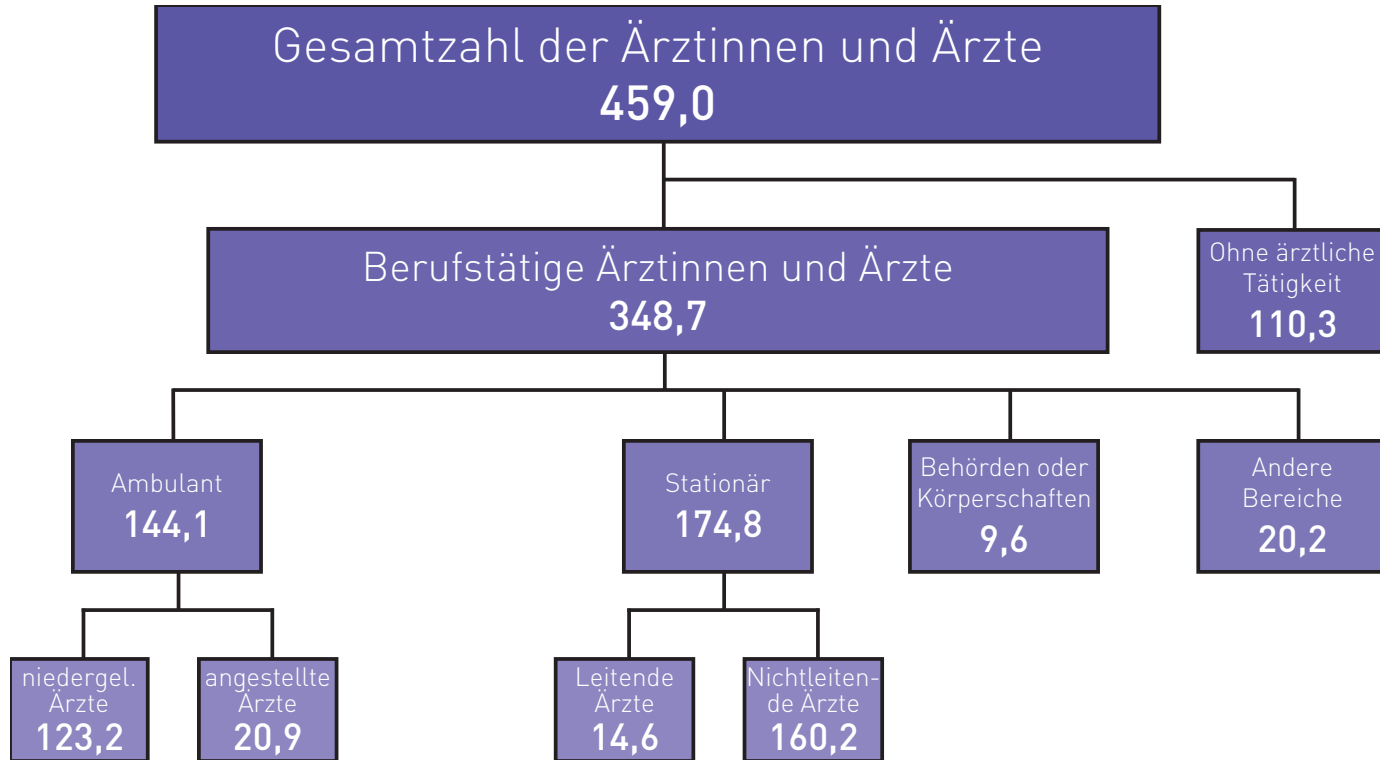 Gesamtzahl der Ärztinnen und Ärzte
459,0
Berufstätige Ärztinnen und Ärzte
348,7
Ohne ärztliche
Tätigkeit
110,3
Ambulant
144,1
Stationär
174,8
Behörden oder
Körperschaften
9,6
Andere
Bereiche
20,2
niedergel.
Ärzte
123,2
angestellte
Ärzte
20,9
Leitende
Ärzte
14,6
Nichtleiten-
de Ärzte
160,2